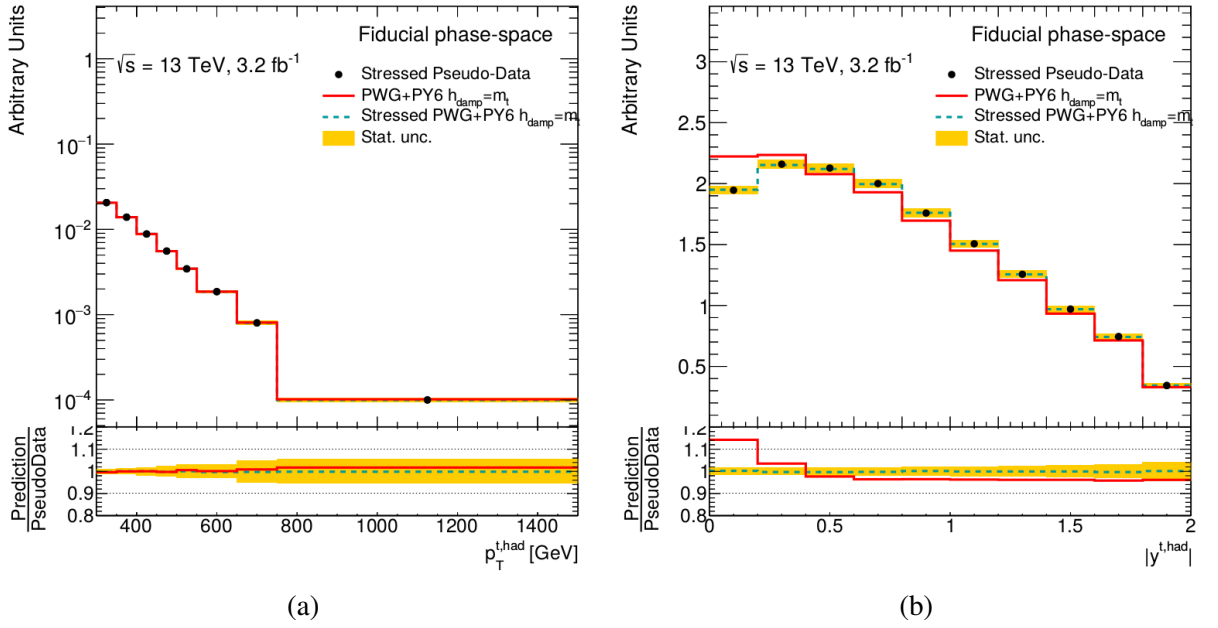 Arbitrary Units
Fiducial phase-space
√s = 13 TeV, 3.2 fb⁻¹
Stressed Pseudo-Data
PWG+PY6 h_damp=m_t
Stressed PWG+PY6 h_damp=m_t
Stat. unc.
1
10⁻¹
10⁻²
10⁻³
10⁻⁴
Prediction
PseudoData
1.2
1.1
1
0.9
0.8
400 600 800 1000 1200 1400
p_T^t,had [GeV]
(a)
Arbitrary Units
Fiducial phase-space
√s = 13 TeV, 3.2 fb⁻¹
Stressed Pseudo-Data
PWG+PY6 h_damp=m_t
Stressed PWG+PY6 h_damp=m_t
Stat. unc.
3
2.5
2
1.5
1
0.5
Prediction
PseudoData
1.2
1.1
1
0.9
0.8
0 0.5 1 1.5 2
|y^t,had|
(b)